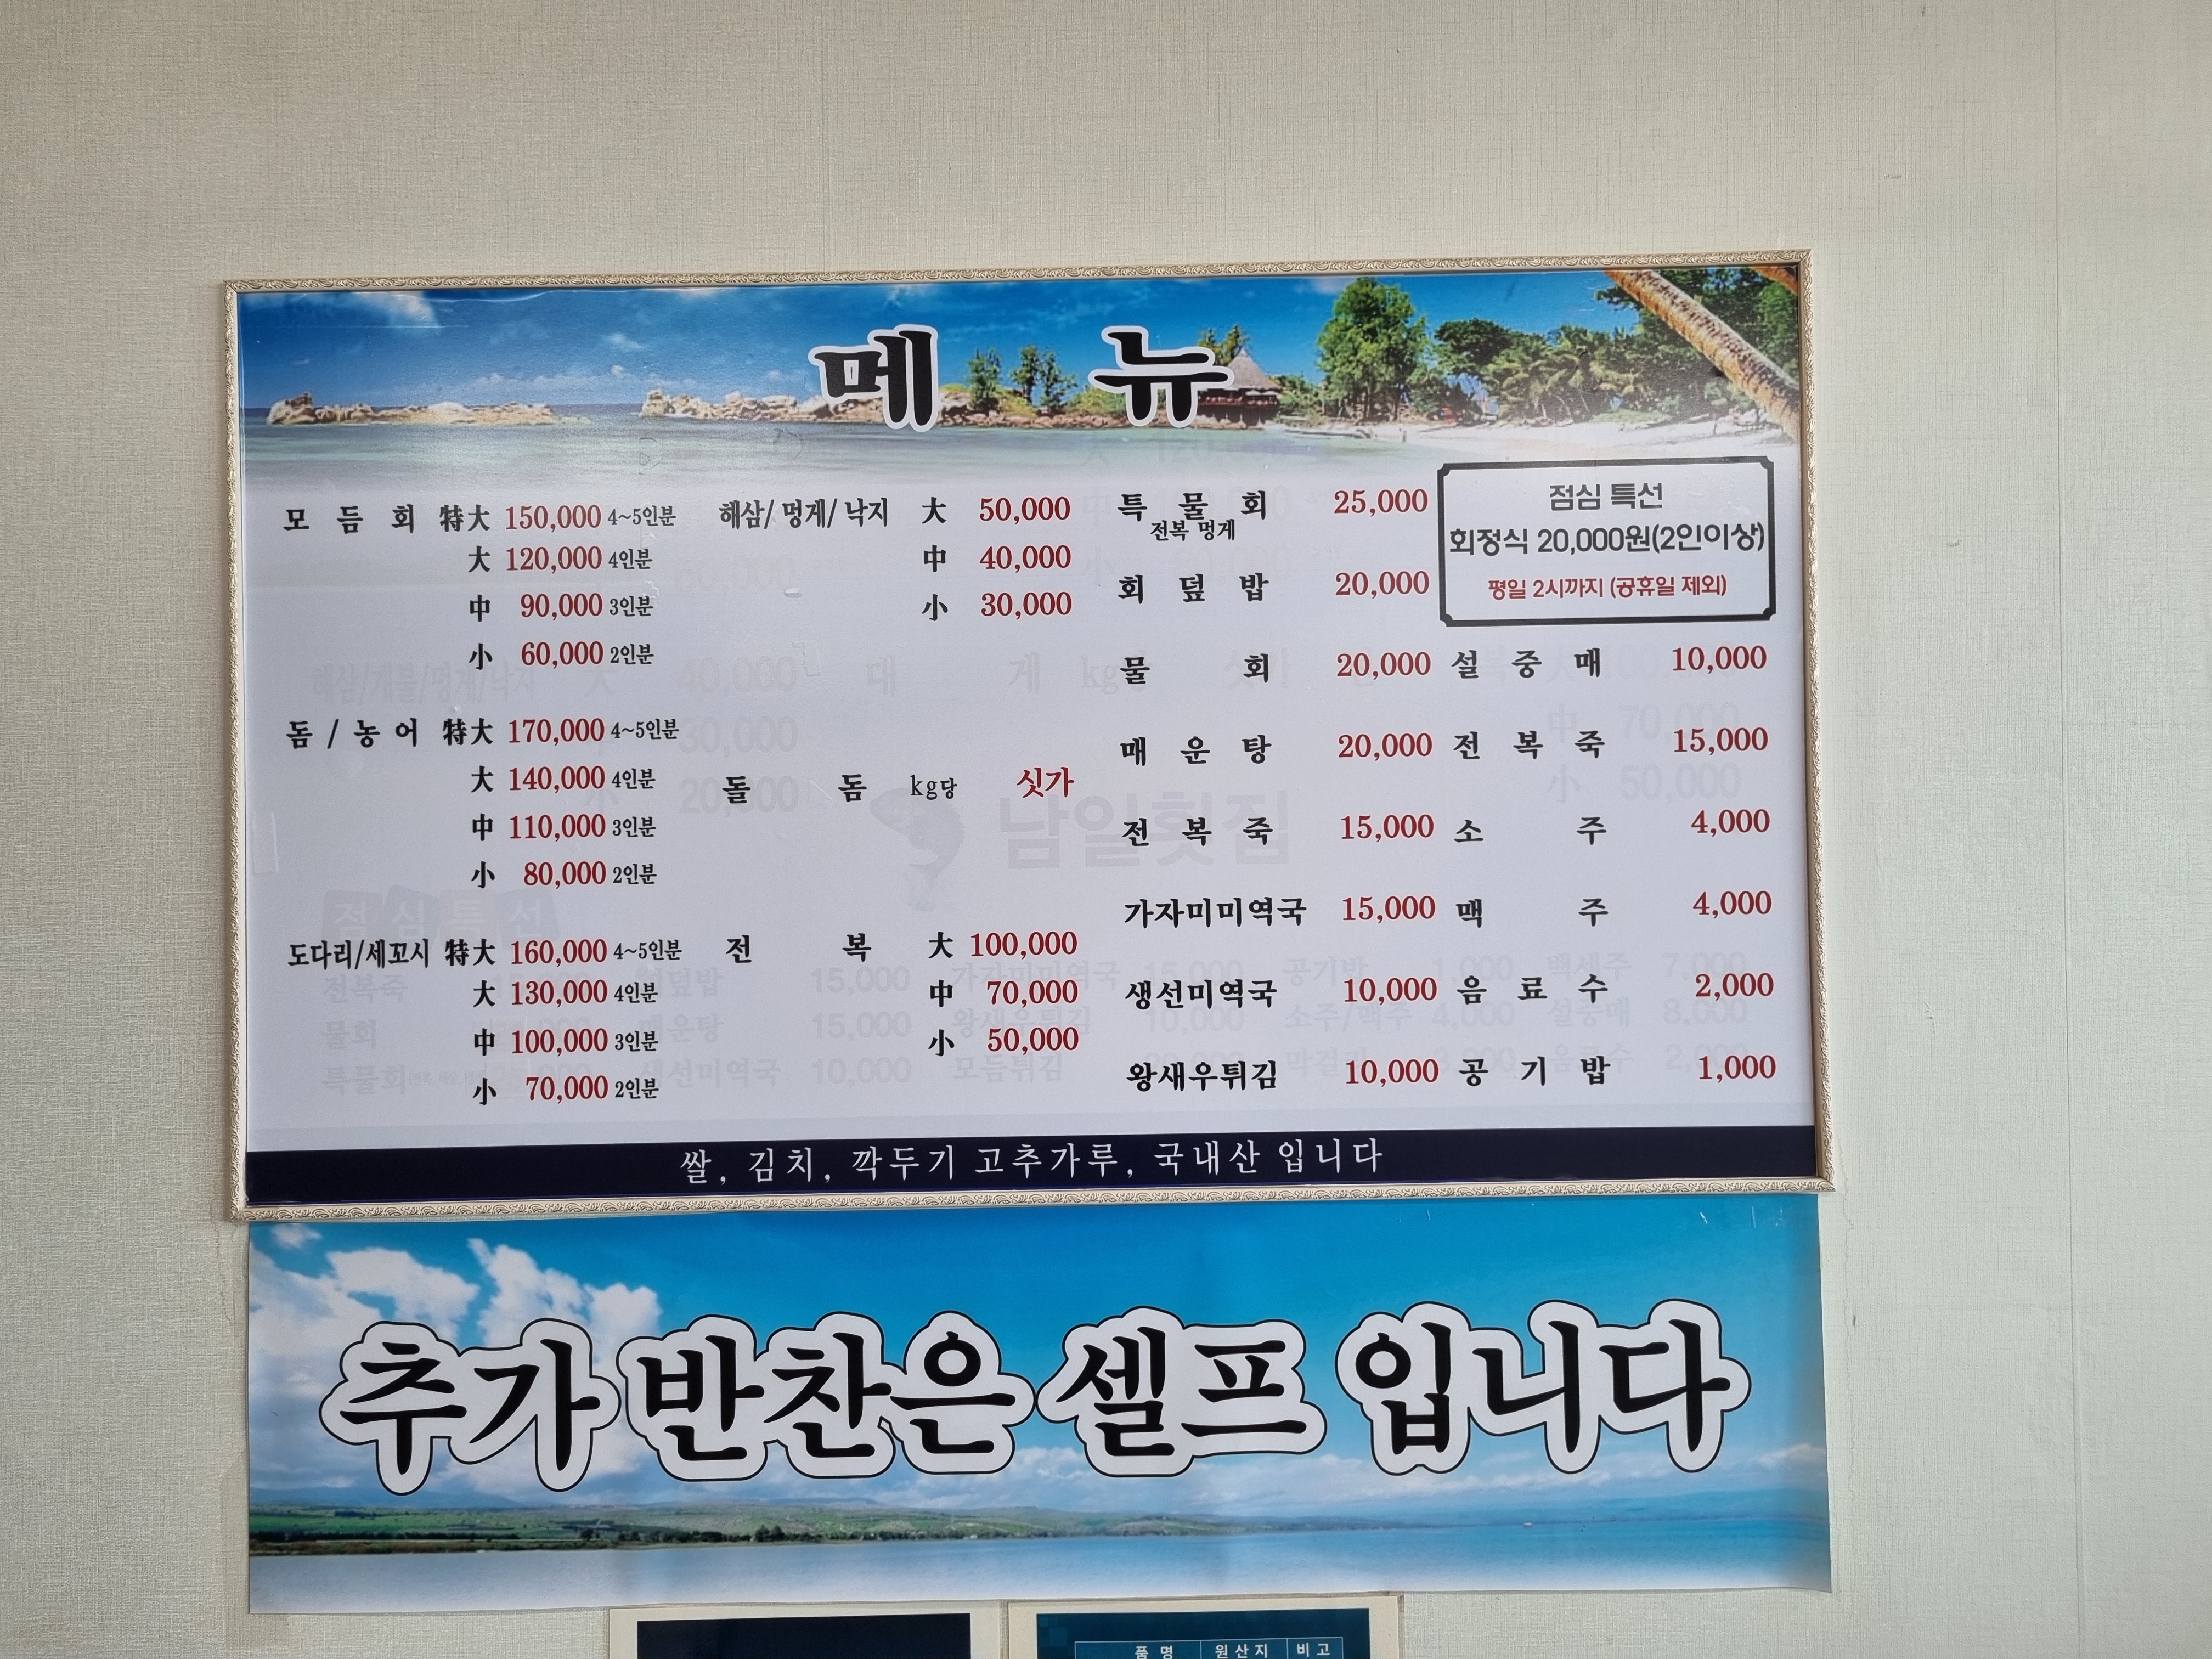 메 뉴
모 듬 회 特大 150,000 4~5인분
大 120,000 4인분
中 90,000 3인분
小 60,000 2인분
돔 / 농 어 特大 170,000 4~5인분
大 140,000 4인분
中 110,000 3인분
小 80,000 2인분
도다리/세꼬시 特大 160,000 4~5인분
大 130,000 4인분
中 100,000 3인분
小 70,000 2인분
해삼/ 멍게/ 낙지 大 50,000
中 40,000
小 30,000
돌 돔 kg당 싯가
전 복 大 100,000
中 70,000
小 50,000
특 물 회 25,000
전복 멍게
회 덮 밥 20,000
물 회 20,000
매 운 탕 20,000
전 복 죽 15,000
가자미미역국 15,000
생선미역국 10,000
왕새우튀김 10,000
점심 특선
회정식 20,000원(2인이상)
평일 2시까지 (공휴일 제외)
설 중 매 10,000
전 복 죽 15,000
소 주 4,000
맥 주 4,000
음 료 수 2,000
공 기 밥 1,000
남일횟집
쌀, 김치, 깍두기 고추가루, 국내산 입니다
추가 반찬은 셀프 입니다
품 명 원산지 비고